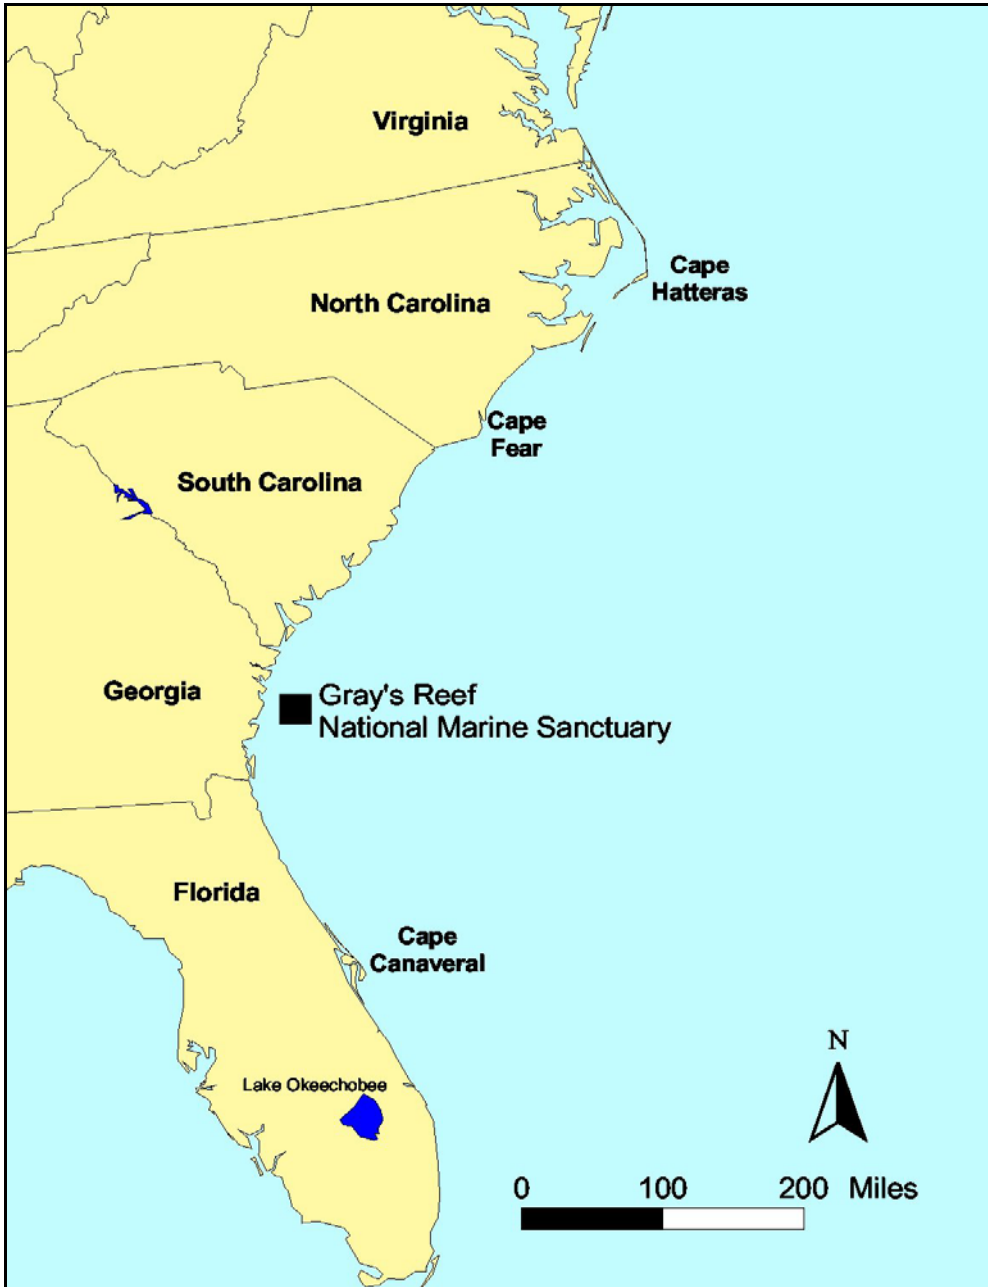 Virginia
Cape
Hatteras
North Carolina
Cape
Fear
South Carolina
Georgia
Gray's Reef
National Marine Sanctuary
Florida
Cape
Canaveral
N
Lake Okeechobee
0 100 200 Miles